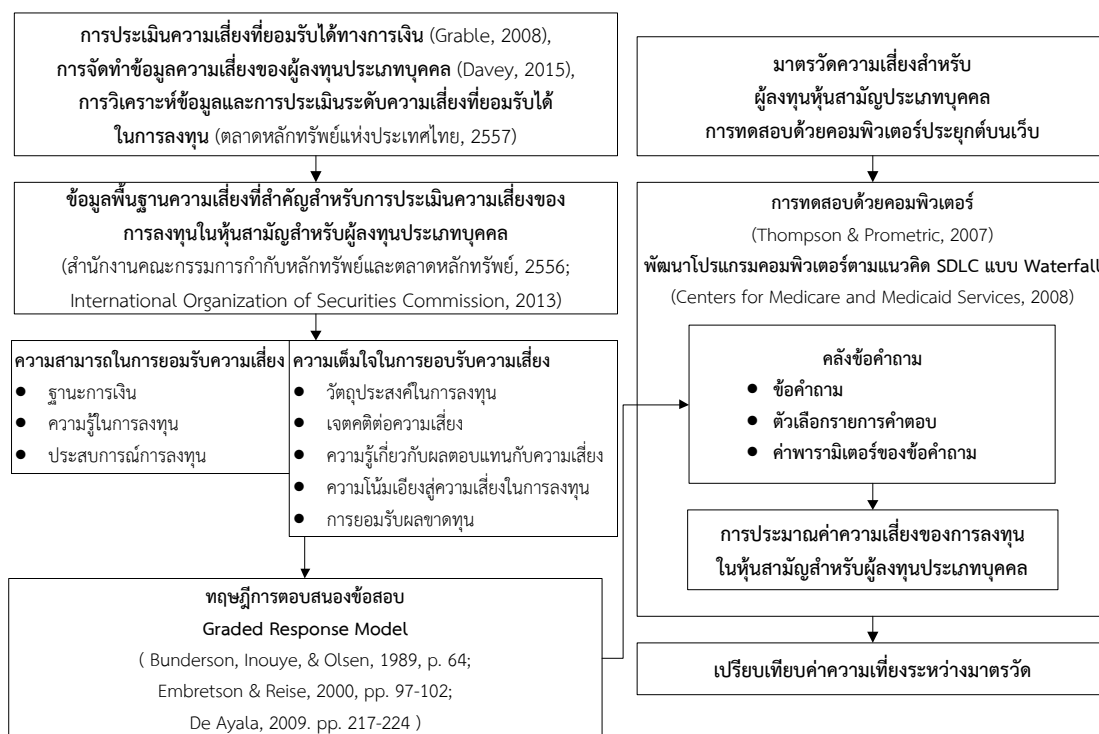 การประเมินความเสี่ยงที่ยอมรับได้ทางการเงิน (Grable, 2008),
การจัดทำข้อมูลความเสี่ยงของผู้ลงทุนประเภทบุคคล (Davey, 2015),
การวิเคราะห์ข้อมูลและการประเมินระดับความเสี่ยงที่ยอมรับได้
ในการลงทุน (ตลาดหลักทรัพย์แห่งประเทศไทย, 2557)
ข้อมูลพื้นฐานความเสี่ยงที่สำคัญสำหรับการประเมินความเสี่ยงของ
การลงทุนในหุ้นสามัญสำหรับผู้ลงทุนประเภทบุคคล
(สำนักงานคณะกรรมการกำกับหลักทรัพย์และตลาดหลักทรัพย์, 2556;
International Organization of Securities Commission, 2013)
ความสามารถในการยอมรับความเสี่ยง
● ฐานะการเงิน
● ความรู้ในการลงทุน
● ประสบการณ์การลงทุน
ความเต็มใจในการยอบรับความเสี่ยง
● วัตถุประสงค์ในการลงทุน
● เจตคติต่อความเสี่ยง
● ความรู้เกี่ยวกับผลตอบแทนกับความเสี่ยง
● ความโน้มเอียงสู่ความเสี่ยงในการลงทุน
● การยอมรับผลขาดทุน
ทฤษฎีการตอบสนองข้อสอบ
Graded Response Model
( Bunderson, Inouye, & Olsen, 1989, p. 64;
Embretson & Reise, 2000, pp. 97-102;
De Ayala, 2009. pp. 217-224 )
มาตรวัดความเสี่ยงสำหรับ
ผู้ลงทุนหุ้นสามัญประเภทบุคคล
การทดสอบด้วยคอมพิวเตอร์ประยุกต์บนเว็บ
การทดสอบด้วยคอมพิวเตอร์
(Thompson & Prometric, 2007)
พัฒนาโปรแกรมคอมพิวเตอร์ตามแนวคิด SDLC แบบ Waterfall
(Centers for Medicare and Medicaid Services, 2008)
คลังข้อคำถาม
● ข้อคำถาม
● ตัวเลือกรายการคำตอบ
● ค่าพารามิเตอร์ของข้อคำถาม
การประมาณค่าความเสี่ยงของการลงทุน
ในหุ้นสามัญสำหรับผู้ลงทุนประเภทบุคคล
เปรียบเทียบค่าความเที่ยงระหว่างมาตรวัด